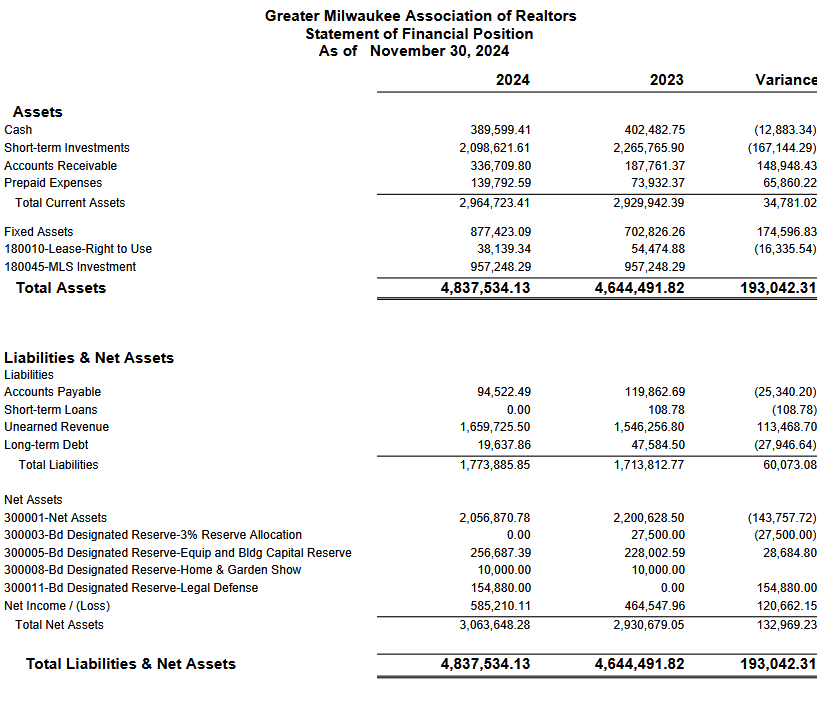 Greater Milwaukee Association of Realtors
Statement of Financial Position
As of November 30, 2024
2024 2023 Variance
Assets
Cash 389,599.41 402,482.75 (12,883.34)
Short-term Investments 2,098,621.61 2,265,765.90 (167,144.29)
Accounts Receivable 336,709.80 187,761.37 148,948.43
Prepaid Expenses 139,792.59 73,932.37 65,860.22
Total Current Assets 2,964,723.41 2,929,942.39 34,781.02
Fixed Assets 877,423.09 702,826.26 174,596.83
180010-Lease-Right to Use 38,139.34 54,474.88 (16,335.54)
180045-MLS Investment 957,248.29 957,248.29
Total Assets 4,837,534.13 4,644,491.82 193,042.31
Liabilities & Net Assets
Liabilities
Accounts Payable 94,522.49 119,862.69 (25,340.20)
Short-term Loans 0.00 108.78 (108.78)
Unearned Revenue 1,659,725.50 1,546,256.80 113,468.70
Long-term Debt 19,637.86 47,584.50 (27,946.64)
Total Liabilities 1,773,885.85 1,713,812.77 60,073.08
Net Assets
300001-Net Assets 2,056,870.78 2,200,628.50 (143,757.72)
300003-Bd Designated Reserve-3% Reserve Allocation 0.00 27,500.00 (27,500.00)
300005-Bd Designated Reserve-Equip and Bldg Capital Reserve 256,687.39 228,002.59 28,684.80
300008-Bd Designated Reserve-Home & Garden Show 10,000.00 10,000.00
300011-Bd Designated Reserve-Legal Defense 154,880.00 0.00 154,880.00
Net Income / (Loss) 585,210.11 464,547.96 120,662.15
Total Net Assets 3,063,648.28 2,930,679.05 132,969.23
Total Liabilities & Net Assets 4,837,534.13 4,644,491.82 193,042.31